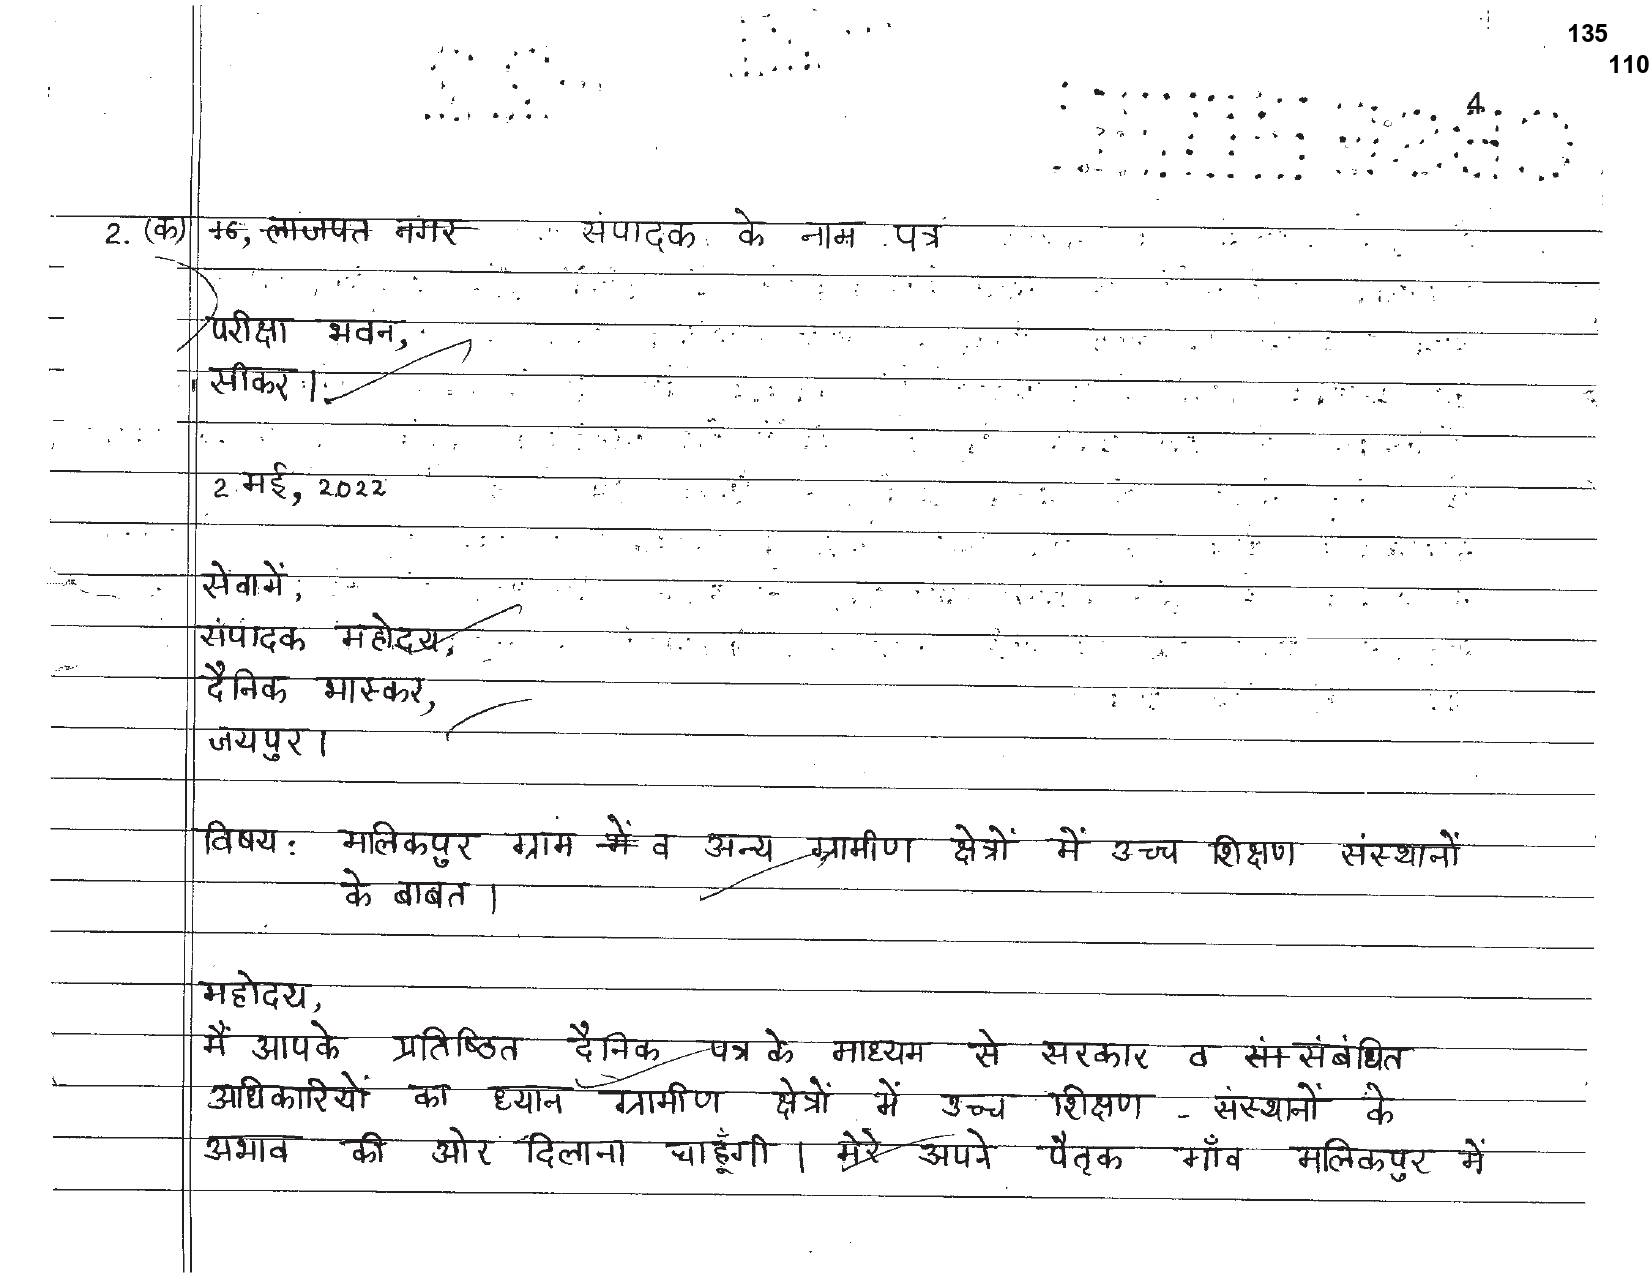 135
110
4
2. (क) 16, लाजपत नगर संपादक के नाम पत्र
परीक्षा भवन,
सीकर।
2 मई, 2022
सेवामें,
संपादक महोदय,
दैनिक भास्कर,
जयपुर।
विषय: मलिकपुर ग्राम में व अन्य ग्रामीण क्षेत्रों में उच्च शिक्षण संस्थानों
के बाबत।
महोदय,
मैं आपके प्रतिष्ठित दैनिक पत्र के माध्यम से सरकार व सं संबंधित
अधिकारियों का ध्यान ग्रामीण क्षेत्रों में उच्च शिक्षण - संस्थानों के
अभाव की ओर दिलाना चाहूँगी। मेरे अपने पैतृक गाँव मलिकपुर में